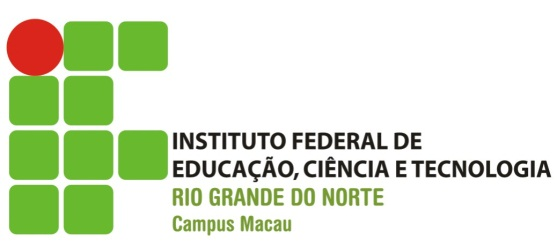 INSTITUTO FEDERAL DE
EDUCAÇÃO, CIÊNCIA E TECNOLOGIA
RIO GRANDE DO NORTE
Campus Macau